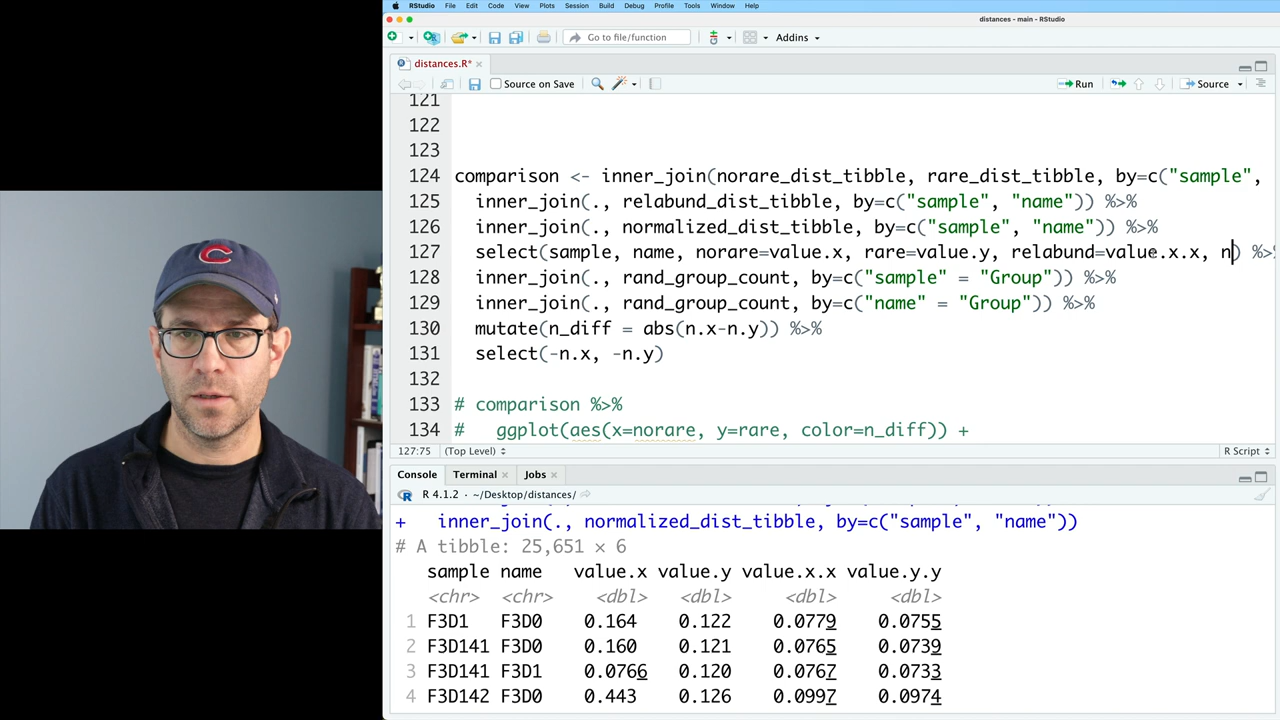 RStudio File Edit Code View Plots Session Build Debug Profile Tools Window Help
distances - main - RStudio
Go to file/function Addins
distances.R*
Source on Save Run Source
121
122
123
124 comparison <- inner_join(norare_dist_tibble, rare_dist_tibble, by=c("sample",
125 inner_join(., relabund_dist_tibble, by=c("sample", "name")) %>%
126 inner_join(., normalized_dist_tibble, by=c("sample", "name")) %>%
127 select(sample, name, norare=value.x, rare=value.y, relabund=value.x.x, n) %>%
128 inner_join(., rand_group_count, by=c("sample" = "Group")) %>%
129 inner_join(., rand_group_count, by=c("name" = "Group")) %>%
130 mutate(n_diff = abs(n.x-n.y)) %>%
131 select(-n.x, -n.y)
132
133 # comparison %>%
134 # ggplot(aes(x=norare, y=rare, color=n_diff)) +
127:75 (Top Level) R Script
Console Terminal Jobs
R 4.1.2 · ~/Desktop/distances/
+ inner_join(., normalized_dist_tibble, by=c("sample", "name"))
# A tibble: 25,651 × 6
sample name value.x value.y value.x.x value.y.y
<chr> <chr> <dbl> <dbl> <dbl> <dbl>
1 F3D1 F3D0 0.164 0.122 0.0779 0.0755
2 F3D141 F3D0 0.160 0.121 0.0765 0.0739
3 F3D141 F3D1 0.0766 0.120 0.0767 0.0733
4 F3D142 F3D0 0.443 0.126 0.0997 0.0974